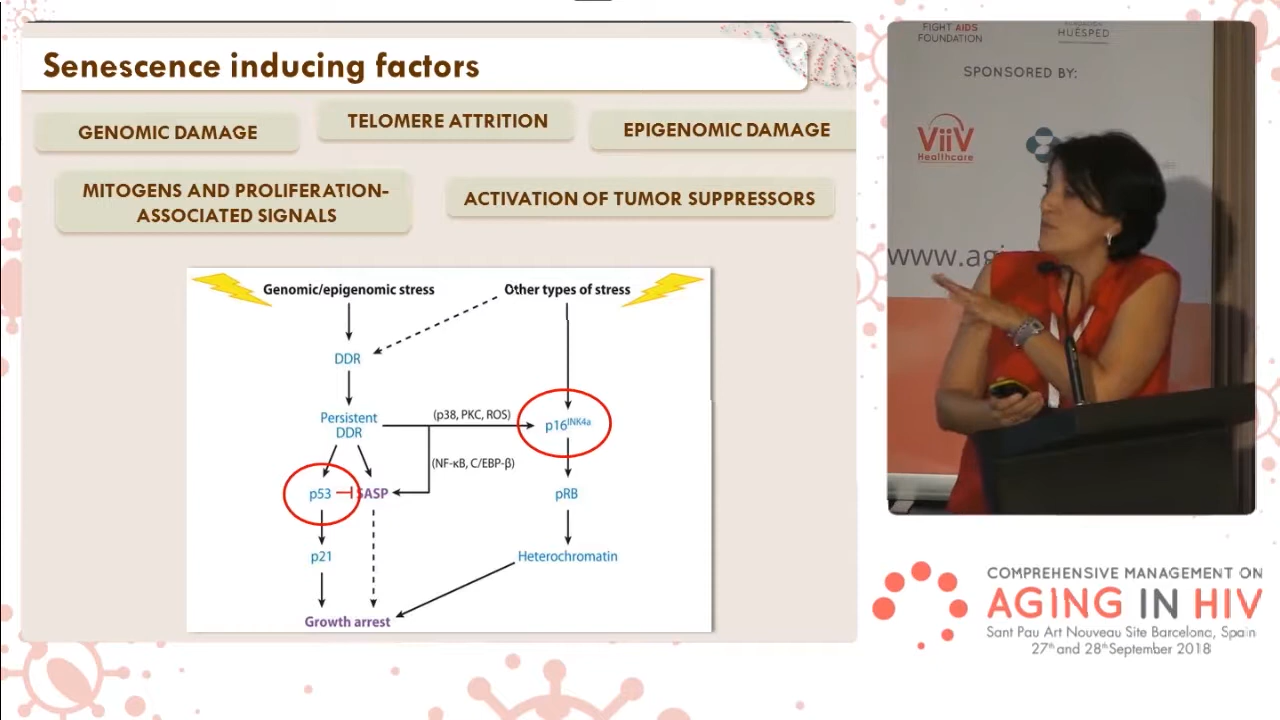 Senescence inducing factors
GENOMIC DAMAGE
TELOMERE ATTRITION
EPIGENOMIC DAMAGE
MITOGENS AND PROLIFERATION-
ASSOCIATED SIGNALS
ACTIVATION OF TUMOR SUPPRESSORS
Genomic/epigenomic stress
Other types of stress
DDR
Persistent
DDR
(p38, PKC, ROS)
p16INK4a
(NF-κB, C/EBP-β)
p53
SASP
pRB
p21
Heterochromatin
Growth arrest
FIGHT AIDS
FOUNDATION
HUÉSPED
SPONSORED BY:
ViiV
Healthcare
www.ag
COMPREHENSIVE MANAGEMENT ON
AGING IN HIV
Sant Pau Art Nouveau Site Barcelona, Spain
27th and 28th September 2018